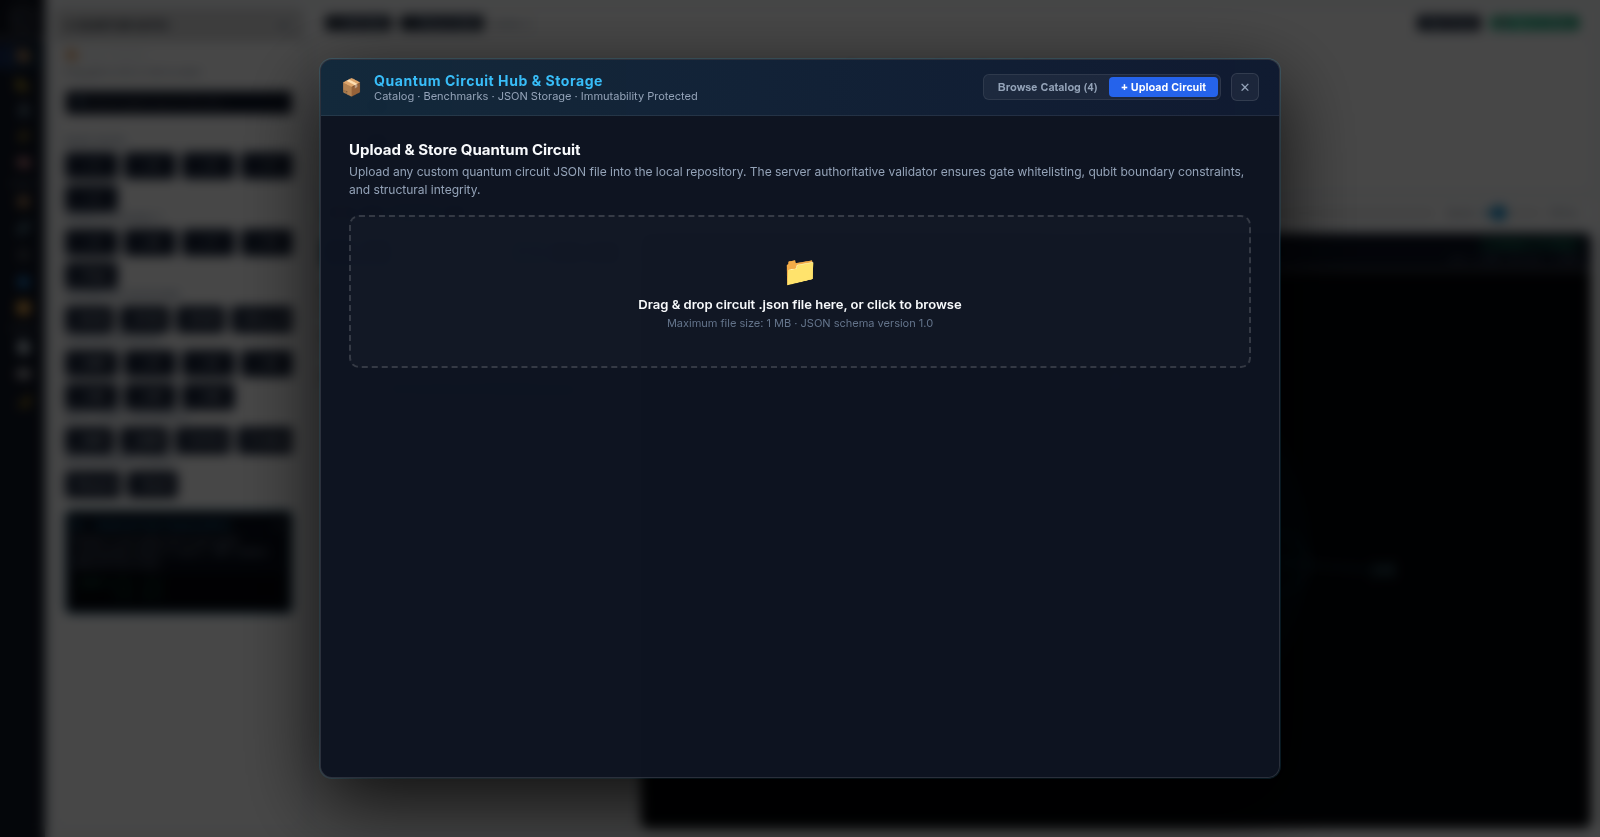 Quantum Circuit Hub & Storage
Catalog · Benchmarks · JSON Storage · Immutability Protected
Browse Catalog (4)
+ Upload Circuit
×
Upload & Store Quantum Circuit
Upload any custom quantum circuit JSON file into the local repository. The server authoritative validator ensures gate whitelisting, qubit boundary constraints,
and structural integrity.
Drag & drop circuit .json file here, or click to browse
Maximum file size: 1 MB · JSON schema version 1.0